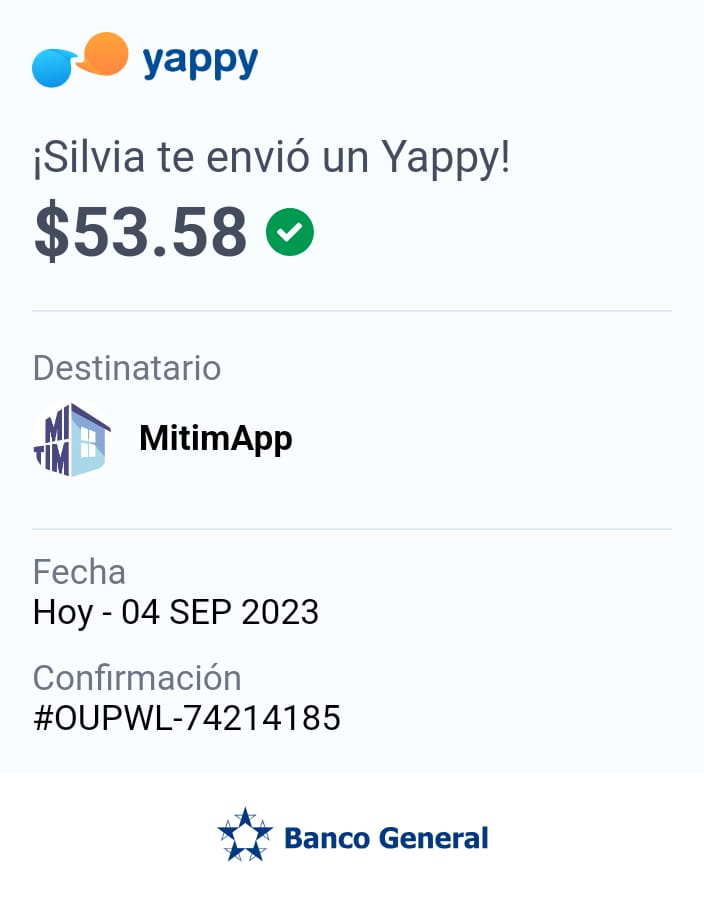 yappy
¡Silvia te envió un Yappy!
$53.58
Destinatario
MI
TIM
MitimApp
Fecha
Hoy - 04 SEP 2023
Confirmación
#OUPWL-74214185
Banco General